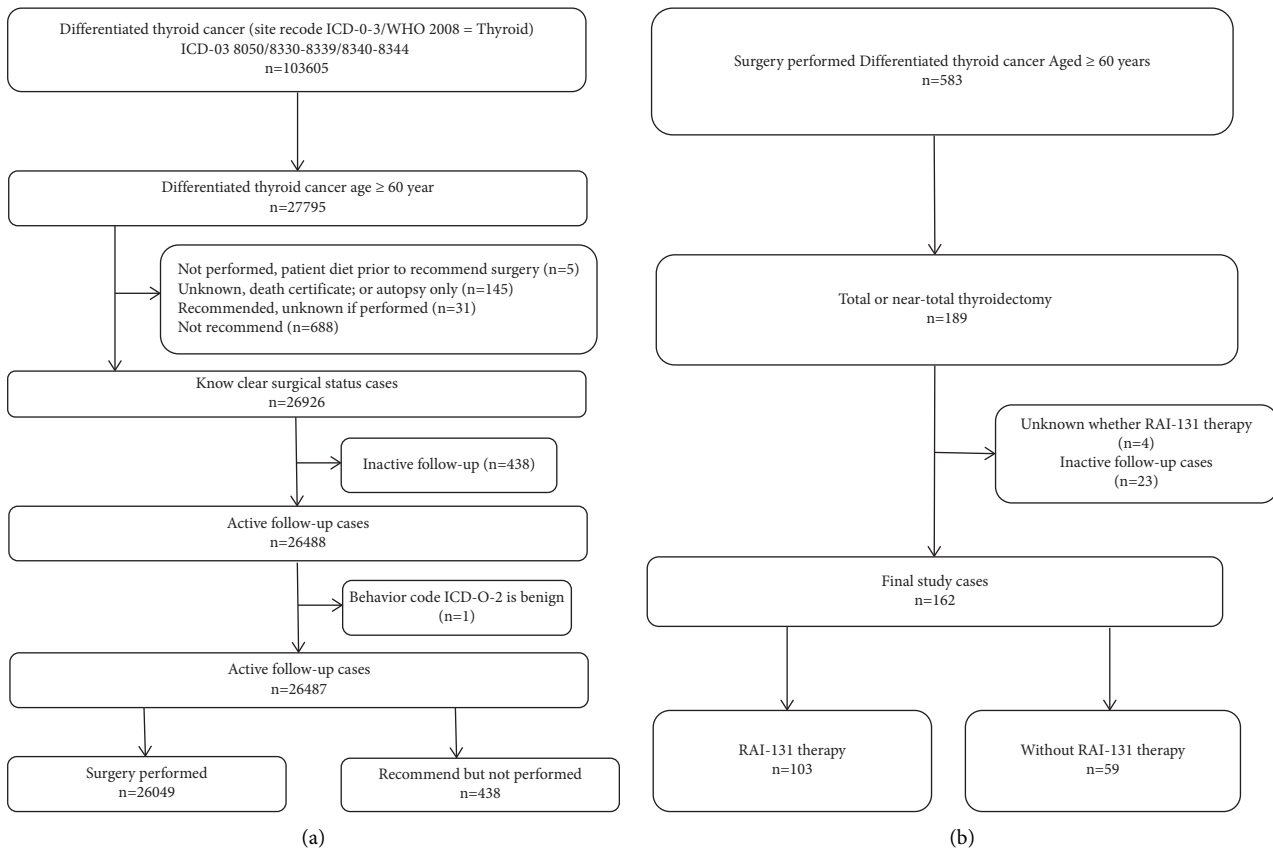 Differentiated thyroid cancer (site recode ICD-0-3/WHO 2008 = Thyroid)
ICD-03 8050/8330-8339/8340-8344
n=103605
Differentiated thyroid cancer age ≥ 60 year
n=27795
Not performed, patient diet prior to recommend surgery (n=5)
Unknown, death certificate; or autopsy only (n=145)
Recommended, unknown if performed (n=31)
Not recommend (n=688)
Know clear surgical status cases
n=26926
Inactive follow-up (n=438)
Active follow-up cases
n=26488
Behavior code ICD-O-2 is benign
(n=1)
Active follow-up cases
n=26487
Surgery performed
n=26049
Recommend but not performed
n=438
(a)
Surgery performed Differentiated thyroid cancer Aged ≥ 60 years
n=583
Total or near-total thyroidectomy
n=189
Unknown whether RAI-131 therapy
(n=4)
Inactive follow-up cases
(n=23)
Final study cases
n=162
RAI-131 therapy
n=103
Without RAI-131 therapy
n=59
(b)